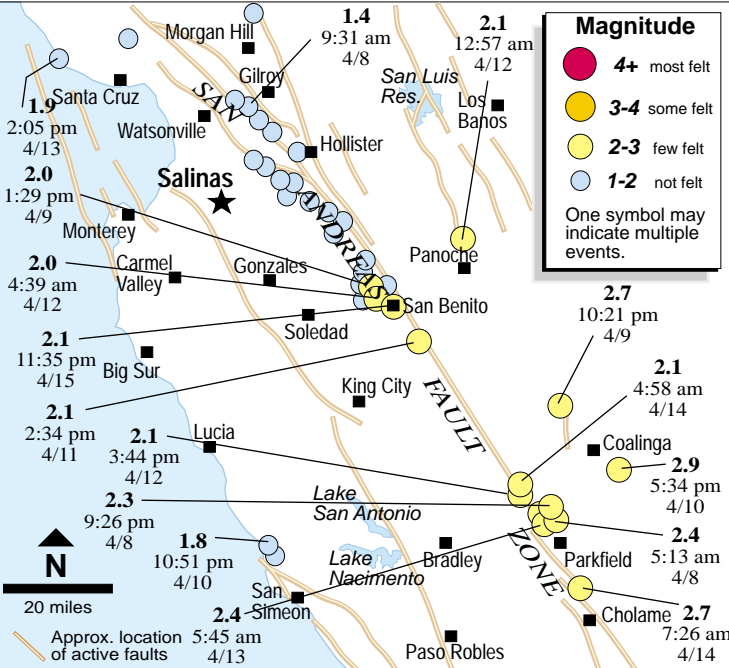 1.4
9:31 am
4/8
2.1
12:57 am
4/12
Morgan Hill
Gilroy
San Luis
Res.
Los
Banos
Santa Cruz
1.9
2:05 pm
4/13
Watsonville
Hollister
Salinas
2.0
1:29 pm
4/9
Monterey
Panoche
2.0
4:39 am
4/12
Carmel
Valley
Gonzales
San Benito
Soledad
2.1
11:35 pm
4/15
Big Sur
2.7
10:21 pm
4/9
2.1
4:58 am
4/14
King City
2.1
2:34 pm
4/11
Lucia
2.1
3:44 pm
4/12
Coalinga
2.9
5:34 pm
4/10
2.3
9:26 pm
4/8
Lake
San Antonio
1.8
10:51 pm
4/10
Lake
Nacimento
Bradley
Parkfield
2.4
5:13 am
4/8
San
Simeon
2.4
5:45 am
4/13
Cholame
2.7
7:26 am
4/14
Paso Robles
SAN ANDREAS FAULT ZONE
Magnitude
4+ most felt
3-4 some felt
2-3 few felt
1-2 not felt
One symbol may
indicate multiple
events.
N
20 miles
Approx. location
of active faults